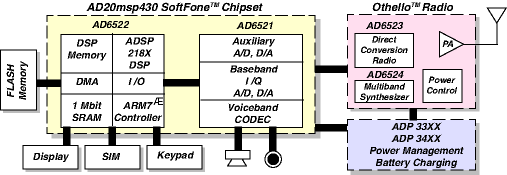 AD20msp430 SoftFone™ Chipset
Othello™ Radio
AD6522
AD6521
AD6523
FLASH
Memory
DSP
Memory
ADSP
218X
DSP
DMA
I/O
1 Mbit
SRAM
ARM7Æ
Controller
Auxiliary
A/D, D/A
Baseband
I/Q
A/D, D/A
Voiceband
CODEC
Direct
Conversion
Radio
PA
AD6524
Multiband
Synthesizer
Power
Control
ADP 33XX
ADP 34XX
Power Management
Battery Charging
Display
SIM
Keypad